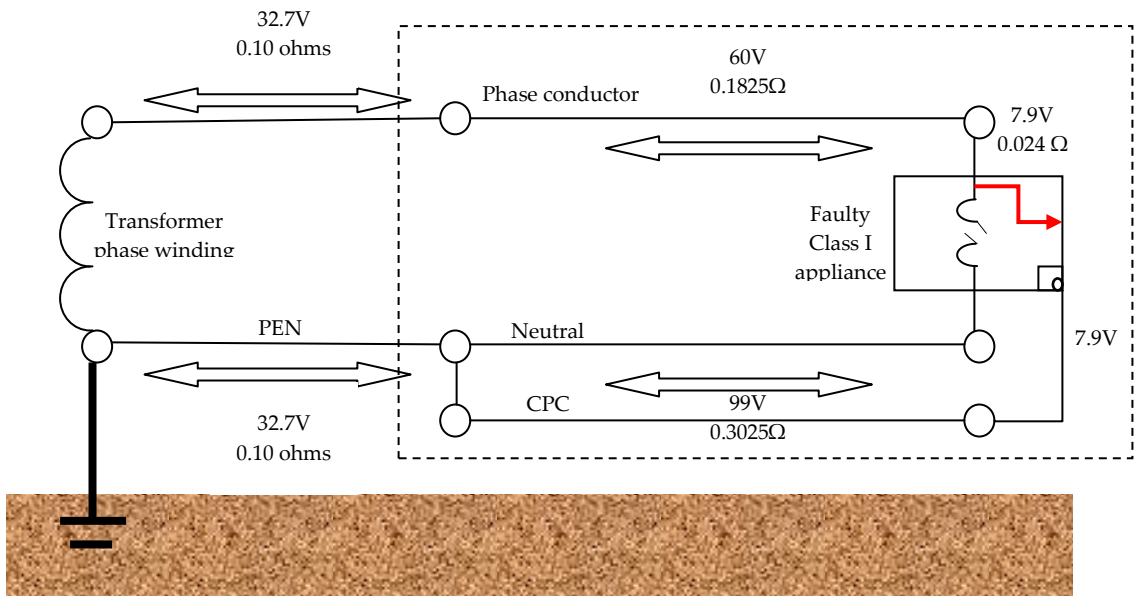 32.7V
0.10 ohms
60V
0.1825Ω
Phase conductor
7.9V
0.024 Ω
Transformer
phase winding
Faulty
Class I
appliance
PEN
Neutral
7.9V
CPC
99V
0.3025Ω
32.7V
0.10 ohms